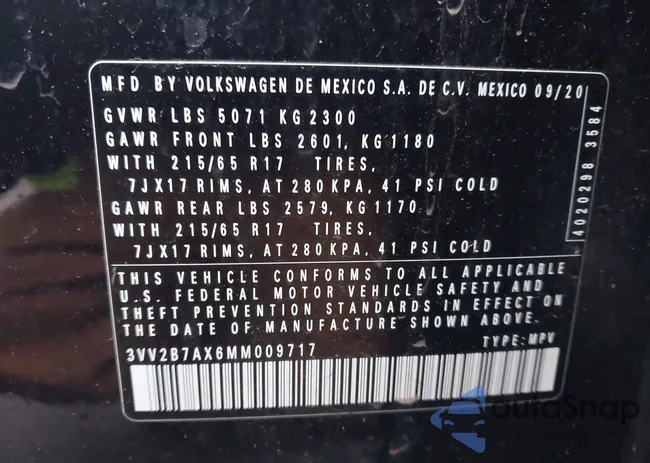 MFD BY VOLKSWAGEN DE MEXICO S.A. DE C.V. MEXICO 09/20
GVWR LBS 5071 KG 2300
GAWR FRONT LBS 2601, KG 1180
WITH 215/65 R17 TIRES,
7JX17 RIMS, AT 280 KPA, 41 PSI COLD
GAWR REAR LBS 2579, KG 1170
WITH 215/65 R17 TIRES,
7JX17 RIMS, AT 280 KPA, 41 PSI COLD
4020298 3584
THIS VEHICLE CONFORMS TO ALL APPLICABLE
U.S. FEDERAL MOTOR VEHICLE SAFETY AND
THEFT PREVENTION STANDARDS IN EFFECT ON
THE DATE OF MANUFACTURE SHOWN ABOVE.
3VV2B7AX6MM009717 TYPE: MPV
AutoSnap